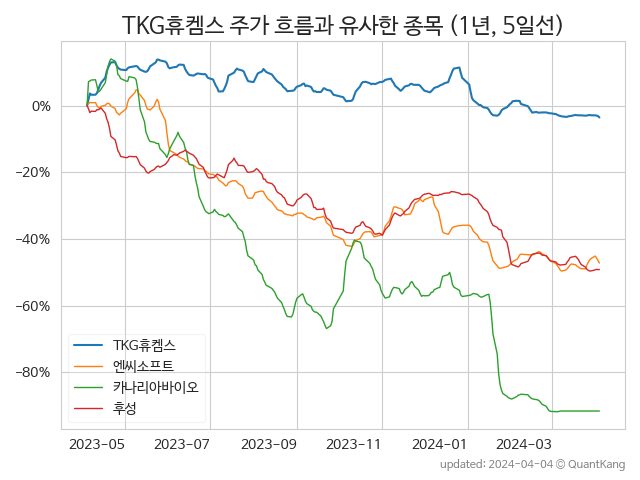 TKG휴켐스 주가 흐름과 유사한 종목 (1년, 5일선)
0%
−20%
−40%
−60%
−80%
TKG휴켐스
엔씨소프트
카나리아바이오
후성
2023-05
2023-07
2023-09
2023-11
2024-01
2024-03
updated: 2024-04-04 © QuantKang